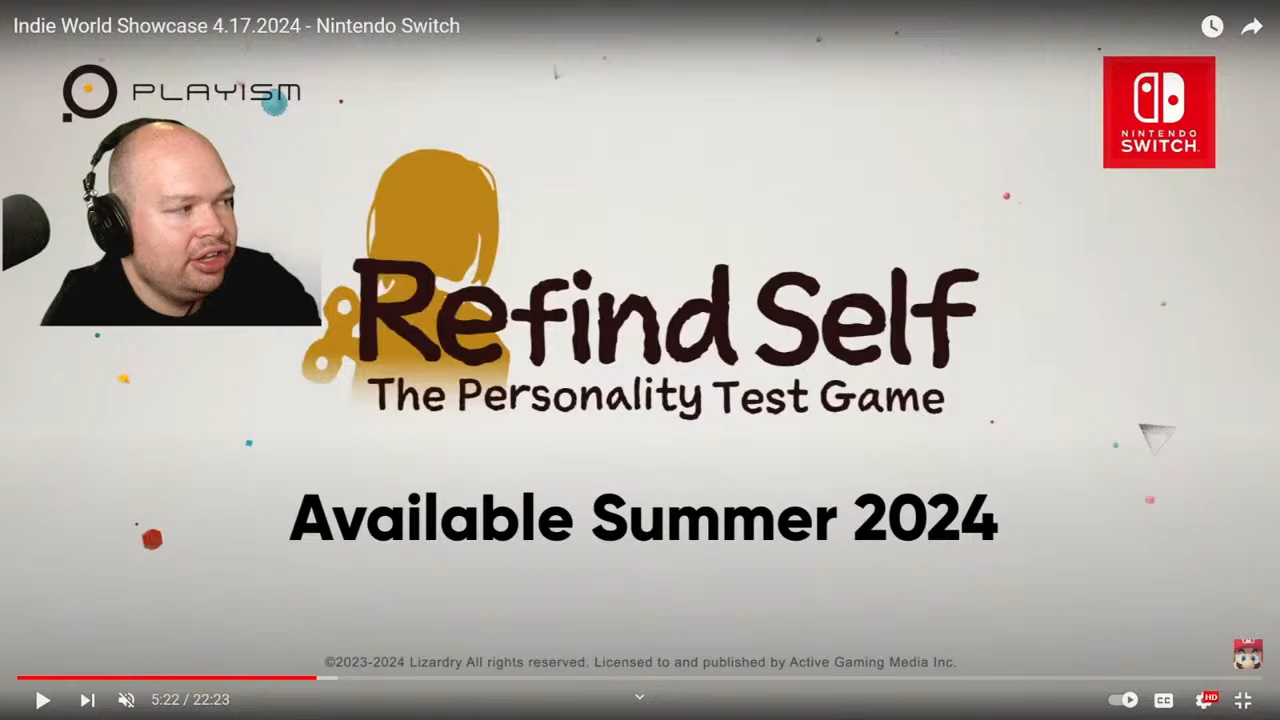 Indie World Showcase 4.17.2024 - Nintendo Switch
PLAYISM
NINTENDO
SWITCH
Refind Self
The Personality Test Game
Available Summer 2024
©2023-2024 Lizardry All rights reserved. Licensed to and published by Active Gaming Media Inc.
5:22 / 22:23
CC
HD